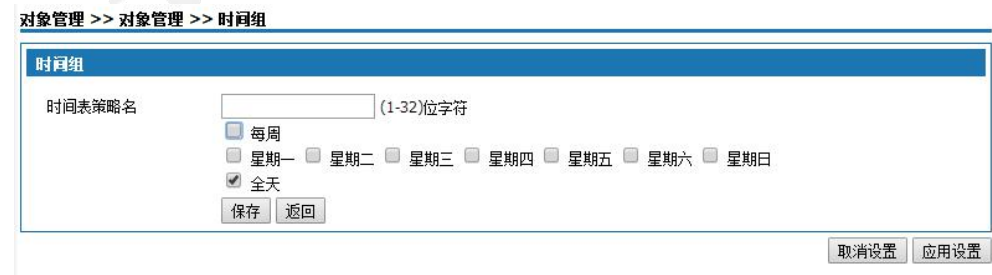 对象管理 >> 对象管理 >> 时间组
时间组
时间表策略名 (1-32)位字符
每周
星期一 星期二 星期三 星期四 星期五 星期六 星期日
全天
保存 返回
取消设置 应用设置